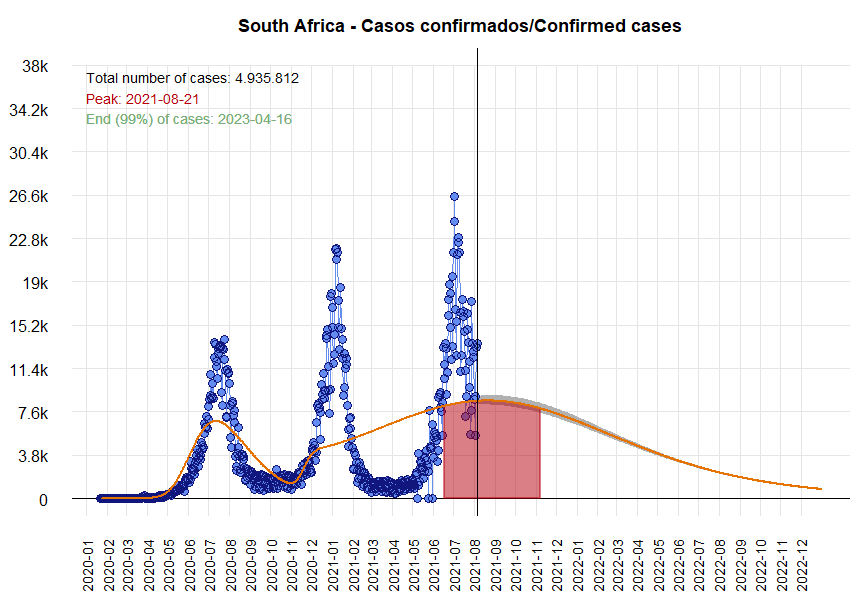 South Africa - Casos confirmados/Confirmed cases
38k
Total number of cases: 4.935.812
Peak: 2021-08-21
34.2k
End (99%) of cases: 2023-04-16
30.4k
26.6k
22.8k
19k
15.2k
11.4k
7.6k
3.8k
0
2020-01
2020-02
2020-03
2020-04
2020-05
2020-06
2020-07
2020-08
2020-09
2020-10
2020-11
2020-12
2021-01
2021-02
2021-03
2021-04
2021-05
2021-06
2021-07
2021-08
2021-09
2021-10
2021-11
2022-01
2022-02
2022-03
2022-04
2022-05
2022-06
2022-07
2022-08
2022-09
2022-10
2022-11
2022-12